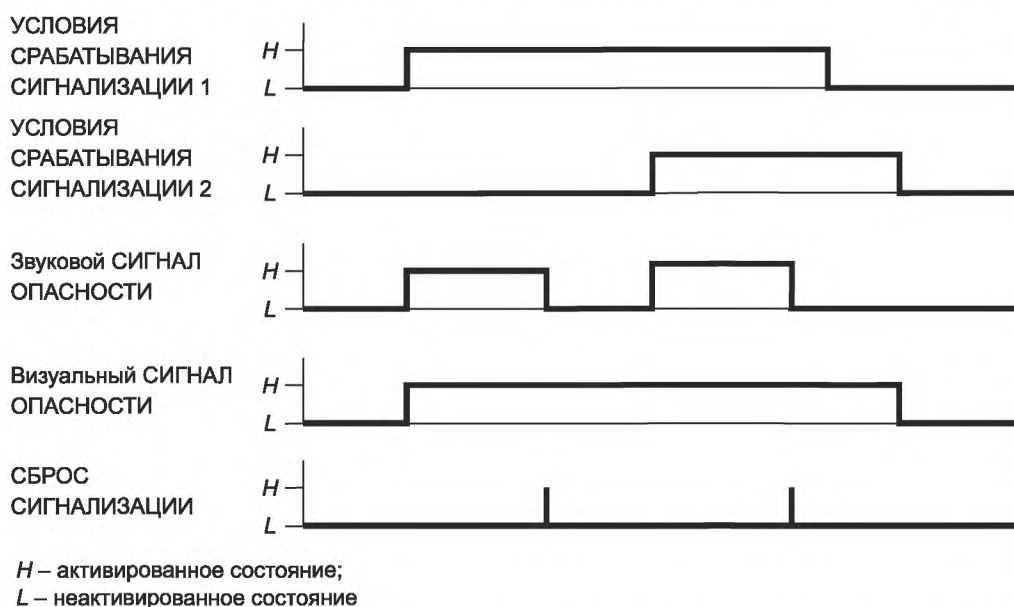 УСЛОВИЯ
СРАБАТЫВАНИЯ
СИГНАЛИЗАЦИИ 1
H
L
УСЛОВИЯ
СРАБАТЫВАНИЯ
СИГНАЛИЗАЦИИ 2
H
L
Звуковой СИГНАЛ
ОПАСНОСТИ
H
L
Визуальный СИГНАЛ
ОПАСНОСТИ
H
L
СБРОС
СИГНАЛИЗАЦИИ
H
L
H – активированное состояние;
L – неактивированное состояние